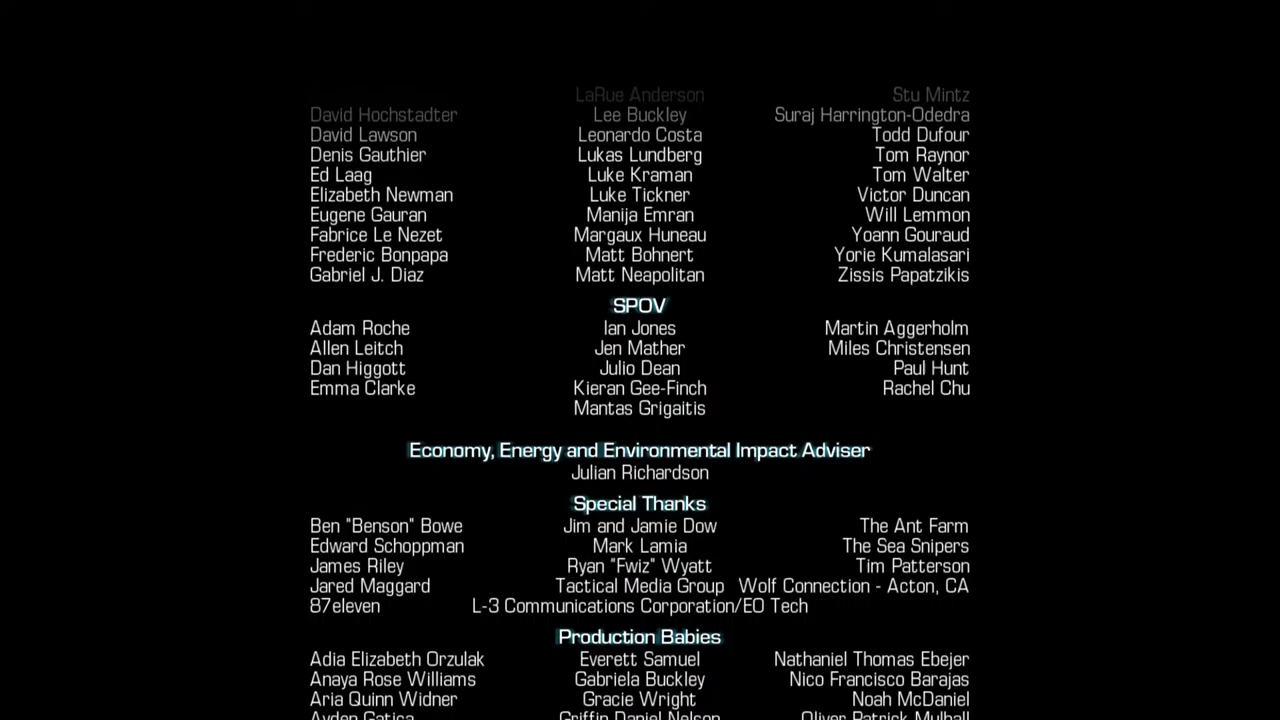 LaRue Anderson Stu Mintz
David Hochstadter Lee Buckley Suraj Harrington-Odedra
David Lawson Leonardo Costa Todd Dufour
Denis Gauthier Lukas Lundberg Tom Raynor
Ed Laag Luke Kraman Tom Walter
Elizabeth Newman Luke Tickner Victor Duncan
Eugene Gauran Manija Emran Will Lemmon
Fabrice Le Nezet Margaux Huneau Yoann Gouraud
Frederic Bonpapa Matt Bohnert Yorie Kumalasari
Gabriel J. Diaz Matt Neapolitan Zissis Papatzikis
SPOV
Adam Roche Ian Jones Martin Aggerholm
Allen Leitch Jen Mather Miles Christensen
Dan Higgott Julio Dean Paul Hunt
Emma Clarke Kieran Gee-Finch Rachel Chu
Mantas Grigaitis
Economy, Energy and Environmental Impact Adviser
Julian Richardson
Special Thanks
Ben "Benson" Bowe Jim and Jamie Dow The Ant Farm
Edward Schoppman Mark Lamia The Sea Snipers
James Riley Ryan "Fwiz" Wyatt Tim Patterson
Jared Maggard Tactical Media Group Wolf Connection - Acton, CA
87eleven L-3 Communications Corporation/EO Tech
Production Babies
Adia Elizabeth Orzulak Everett Samuel Nathaniel Thomas Ebejer
Anaya Rose Williams Gabriela Buckley Nico Francisco Barajas
Aria Quinn Widner Gracie Wright Noah McDaniel
Ayden Gatica Griffin Daniel Nelson Oliver Patrick Mulhall